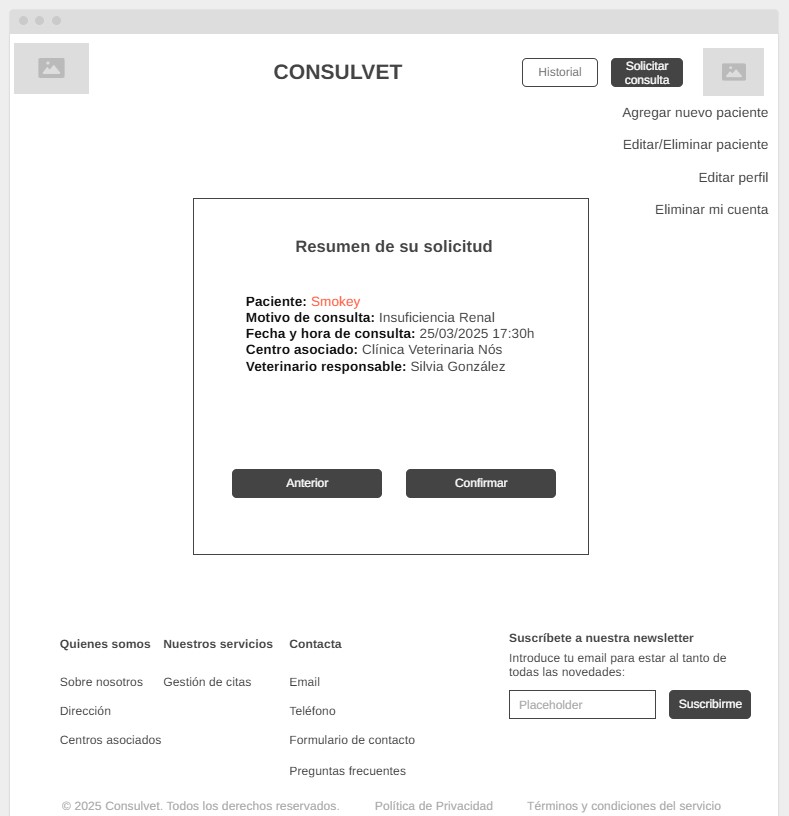 CONSULVET
Historial
Solicitar
consulta
Agregar nuevo paciente
Editar/Eliminar paciente
Editar perfil
Eliminar mi cuenta
Resumen de su solicitud
Paciente: Smokey
Motivo de consulta: Insuficiencia Renal
Fecha y hora de consulta: 25/03/2025 17:30h
Centro asociado: Clínica Veterinaria Nós
Veterinario responsable: Silvia González
Anterior
Confirmar
Quienes somos
Sobre nosotros
Dirección
Centros asociados
Nuestros servicios
Gestión de citas
Contacta
Email
Teléfono
Formulario de contacto
Preguntas frecuentes
Suscríbete a nuestra newsletter
Introduce tu email para estar al tanto de
todas las novedades:
Placeholder
Suscribirme
© 2025 Consulvet. Todos los derechos reservados.
Política de Privacidad
Términos y condiciones del servicio